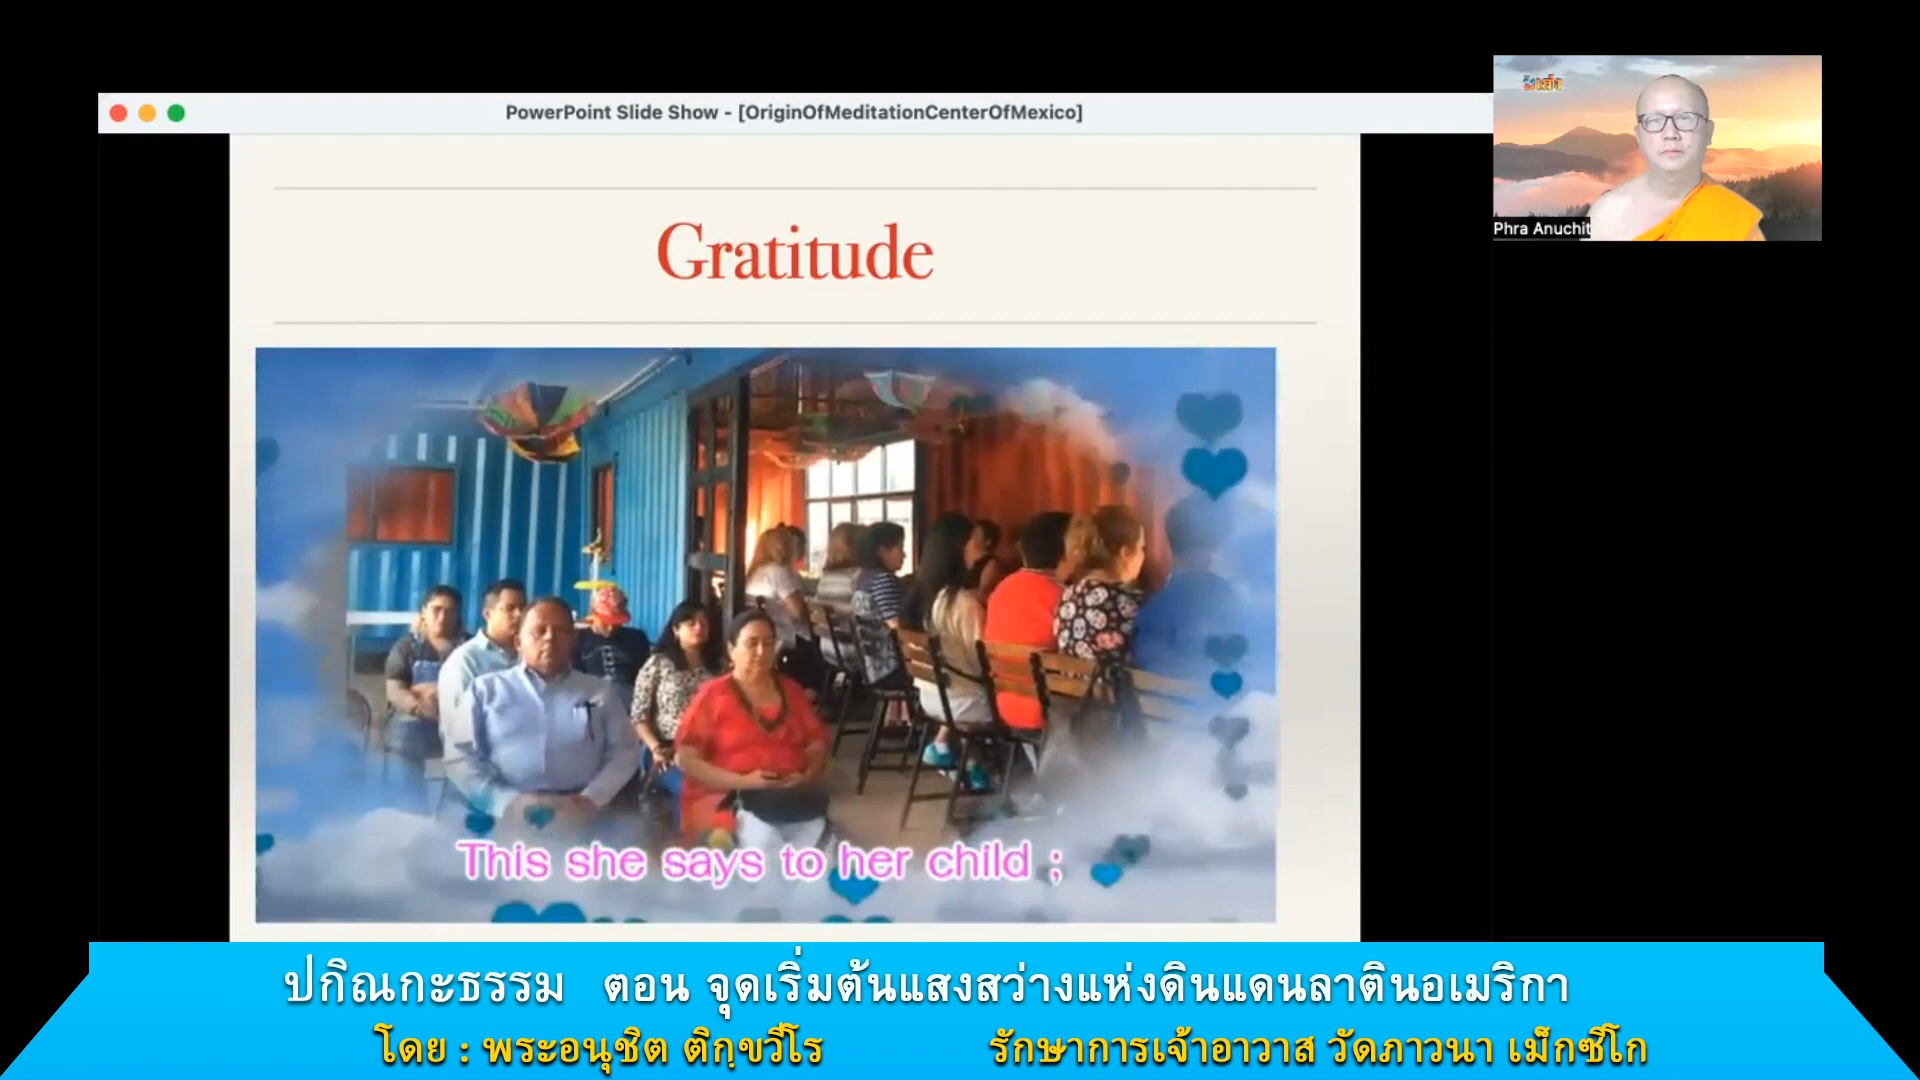 PowerPoint Slide Show - [OriginOfMeditationCenterOfMexico]
Phra Anuchit
Gratitude
This she says to her child ;
ปกิณกะธรรม ตอน จุดเริ่มต้นแสงสว่างแห่งดินแดนลาตินอเมริกา
โดย : พระอนุชิต ติกฺขวีโร รักษาการเจ้าอาวาส วัดภาวนา เม็กซิโก